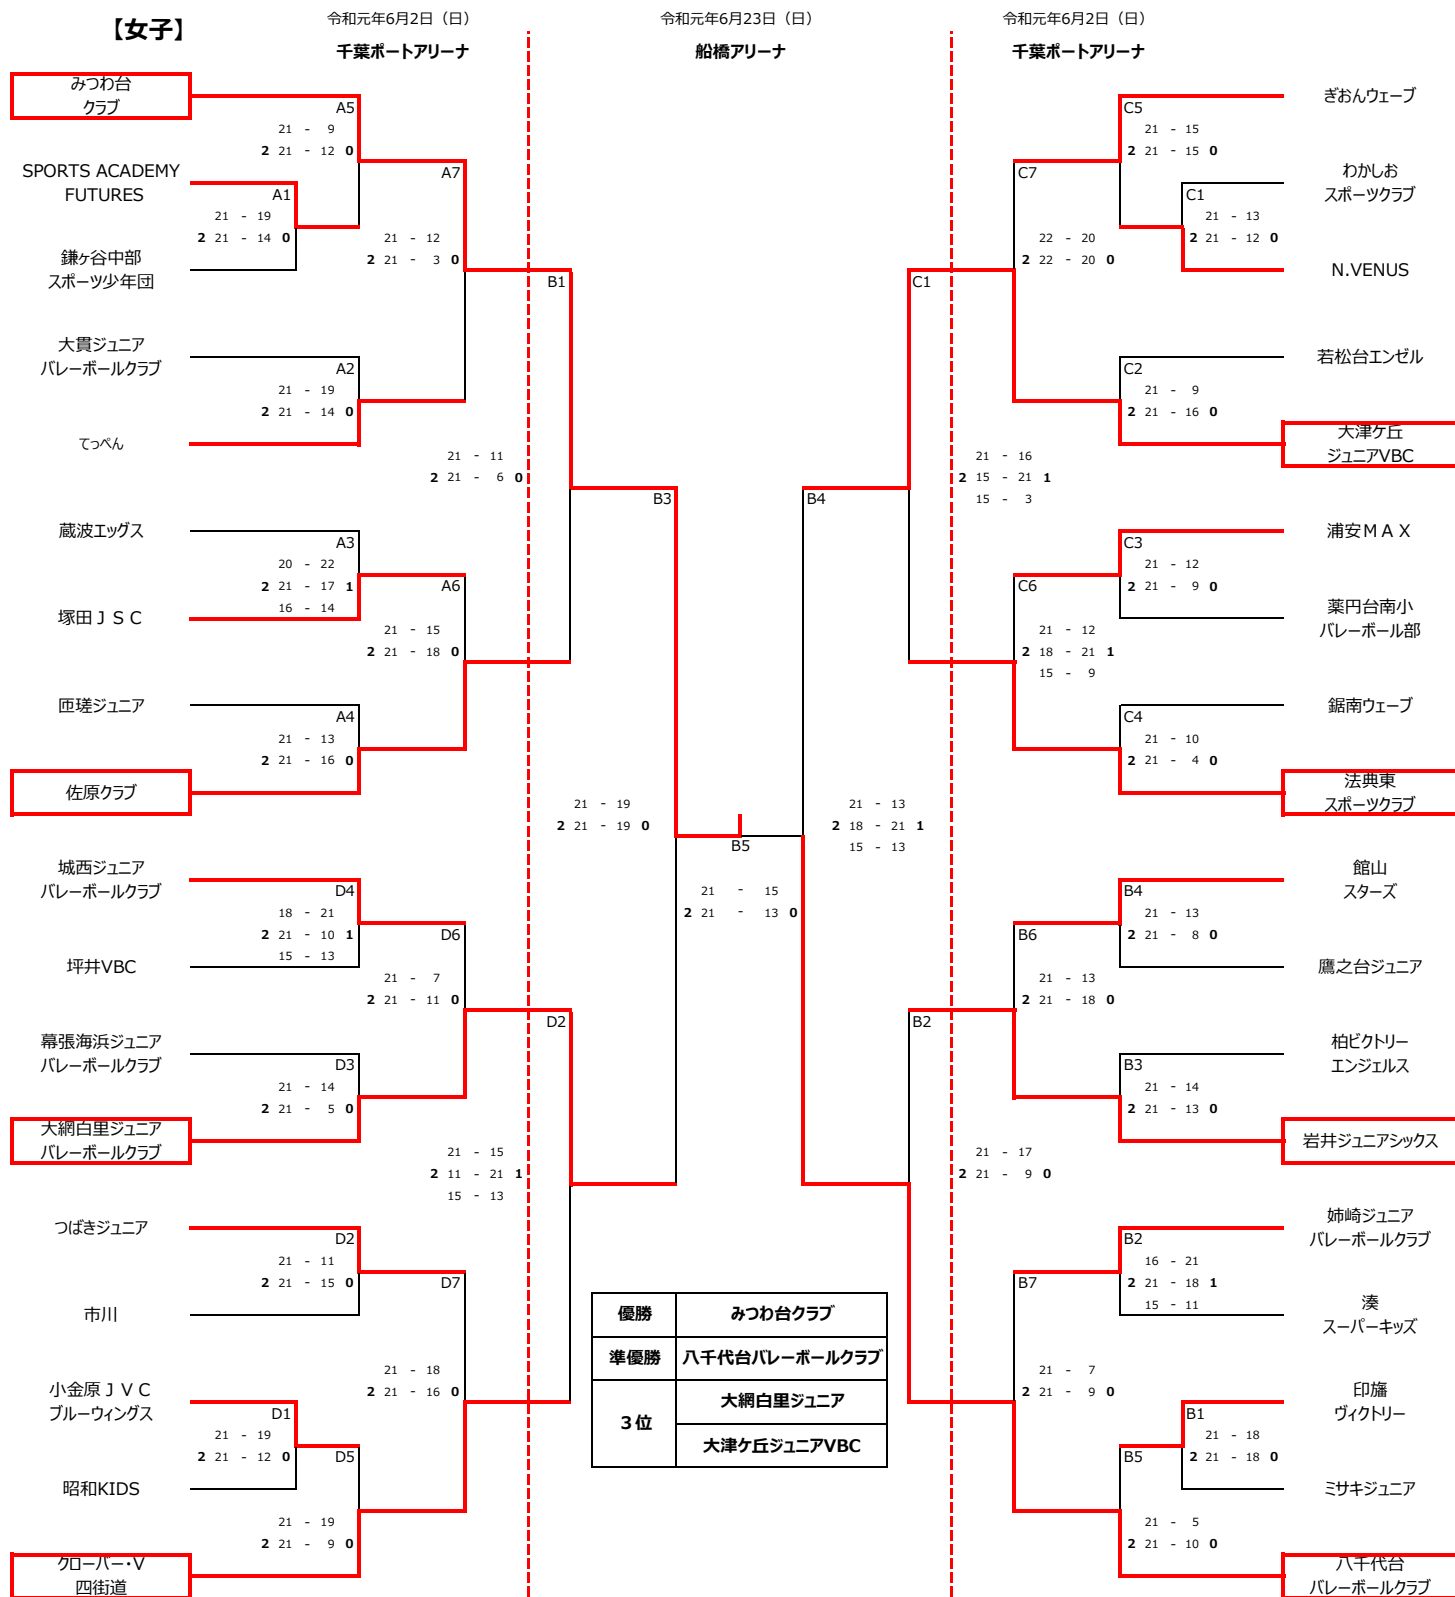 【女子】
令和元年6月2日（日）
千葉ポートアリーナ
令和元年6月23日（日）
船橋アリーナ
令和元年6月2日（日）
千葉ポートアリーナ
みつわ台
クラブ
A5
21 - 9
2 21 - 12 0
SPORTS ACADEMY
FUTURES
A1
21 - 19
2 21 - 14 0
鎌ヶ谷中部
スポーツ少年団
A7
21 - 12
2 21 - 3 0
大貫ジュニア
バレーボールクラブ
A2
21 - 19
2 21 - 14 0
てっぺん
B1
21 - 11
2 21 - 6 0
蔵波エッグス
A3
20 - 22
2 21 - 17 1
16 - 14
塚田ＪＳＣ
A6
21 - 15
2 21 - 18 0
匝瑳ジュニア
A4
21 - 13
2 21 - 16 0
佐原クラブ
B3
21 - 19
2 21 - 19 0
城西ジュニア
バレーボールクラブ
D4
18 - 21
2 21 - 10 1
15 - 13
坪井VBC
D6
21 - 7
2 21 - 11 0
幕張海浜ジュニア
バレーボールクラブ
D3
21 - 14
2 21 - 5 0
大網白里ジュニア
バレーボールクラブ
D2
21 - 15
2 11 - 21 1
15 - 13
つばきジュニア
D2
21 - 11
2 21 - 15 0
市川
D7
21 - 18
2 21 - 16 0
小金原ＪＶＣ
ブルーウィングス
D1
21 - 19
2 21 - 12 0
昭和KIDS
D5
21 - 19
2 21 - 9 0
クローバー・V
四街道
B5
21 - 15
2 21 - 13 0
優勝 みつわ台クラブ
準優勝 八千代台バレーボールクラブ
３位 大網白里ジュニア
大津ケ丘ジュニアVBC
ぎおんウェーブ
C5
21 - 15
2 21 - 15 0
わかしお
スポーツクラブ
C1
21 - 13
2 21 - 12 0
N.VENUS
C7
22 - 20
2 22 - 20 0
若松台エンゼル
C2
21 - 9
2 21 - 16 0
大津ケ丘
ジュニアVBC
C1
21 - 16
2 15 - 21 1
15 - 3
浦安ＭＡＸ
C3
21 - 12
2 21 - 9 0
薬円台南小
バレーボール部
C6
21 - 12
2 18 - 21 1
15 - 9
鋸南ウェーブ
C4
21 - 10
2 21 - 4 0
法典東
スポーツクラブ
B4
21 - 13
2 18 - 21 1
15 - 13
館山
スターズ
B4
21 - 13
2 21 - 8 0
鷹之台ジュニア
B6
21 - 13
2 21 - 18 0
柏ビクトリー
エンジェルス
B3
21 - 14
2 21 - 13 0
岩井ジュニアシックス
B2
21 - 17
2 21 - 9 0
姉崎ジュニア
バレーボールクラブ
B2
16 - 21
2 21 - 18 1
15 - 11
湊
スーパーキッズ
B7
21 - 7
2 21 - 9 0
印旛
ヴィクトリー
B1
21 - 18
2 21 - 18 0
ミサキジュニア
B5
21 - 5
2 21 - 10 0
八千代台
バレーボールクラブ